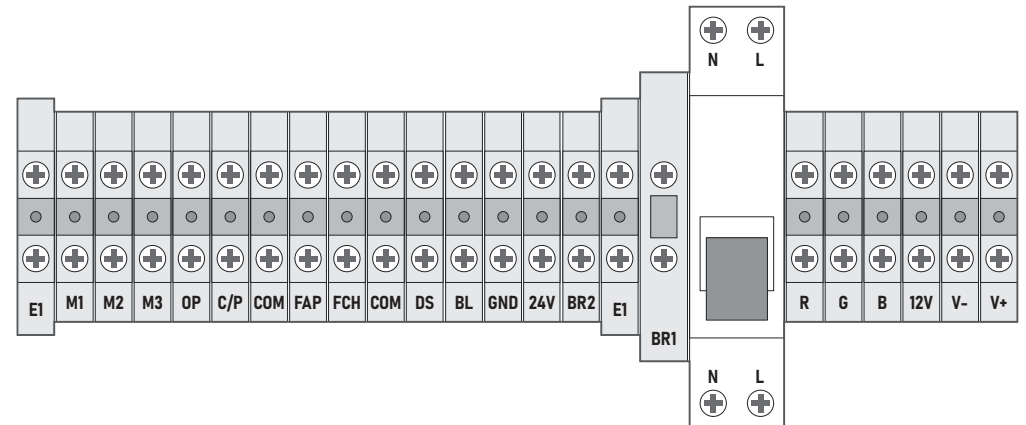 N L
E1 M1 M2 M3 OP C/P COM FAP FCH COM DS BL GND 24V BR2 E1 R G B 12V V- V+
BR1
N L